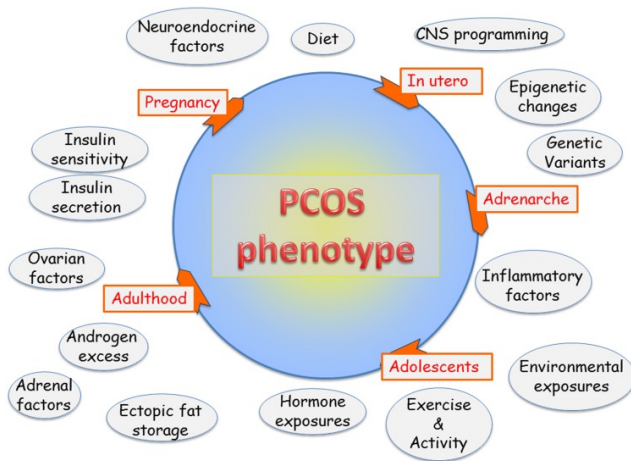 Neuroendocrine
factors
Diet
CNS programming
In utero
Pregnancy
Epigenetic
changes
Insulin
sensitivity
Genetic
Variants
Insulin
secretion
PCOS
phenotype
Adrenarche
Ovarian
factors
Inflammatory
factors
Adulthood
Androgen
excess
Adolescents
Environmental
exposures
Adrenal
factors
Ectopic fat
storage
Hormone
exposures
Exercise
&
Activity